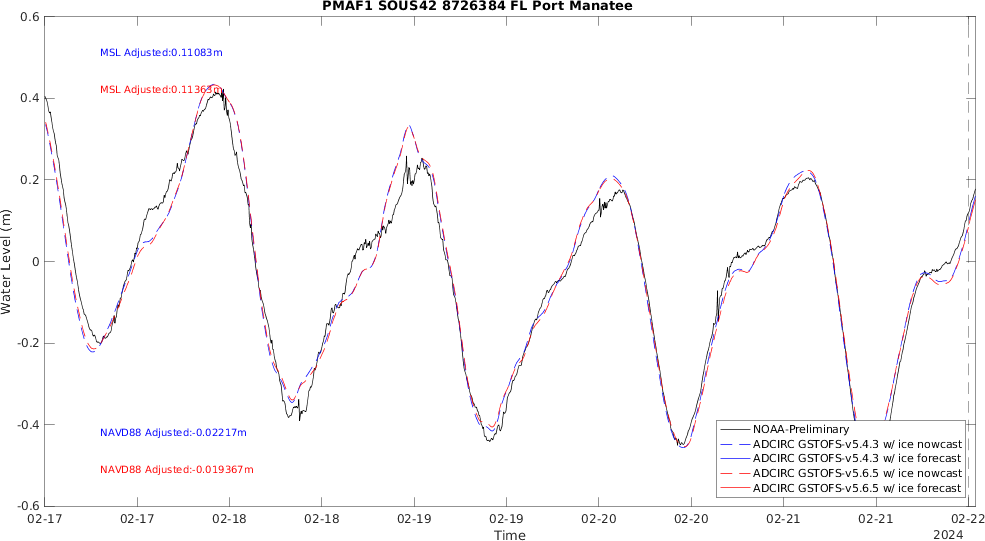 PMAF1 SOUS42 8726384 FL Port Manatee
MSL Adjusted:0.11083m
MSL Adjusted:0.11363m
NAVD88 Adjusted:-0.02217m
NAVD88 Adjusted:-0.019367m
Water Level (m)
0.6
0.4
0.2
0
-0.2
-0.4
-0.6
NOAA-Preliminary
ADCIRC GSTOFS-v5.4.3 w/ ice nowcast
ADCIRC GSTOFS-v5.4.3 w/ ice forecast
ADCIRC GSTOFS-v5.6.5 w/ ice nowcast
ADCIRC GSTOFS-v5.6.5 w/ ice forecast
02-17 02-17 02-18 02-18 02-19 02-19 02-20 02-20 02-21 02-21 02-22
Time
2024